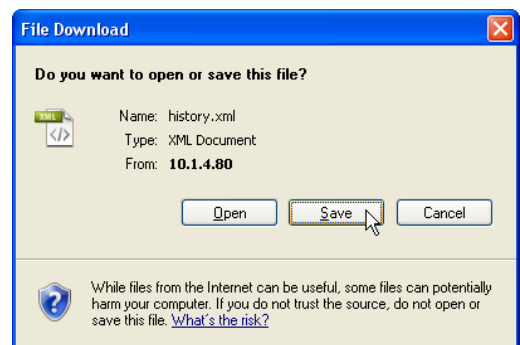 File Download
Do you want to open or save this file?
XML
</>
Name: history.xml
Type: XML Document
From: 10.1.4.80
Open Save Cancel
While files from the Internet can be useful, some files can potentially
harm your computer. If you do not trust the source, do not open or
save this file. What's the risk?